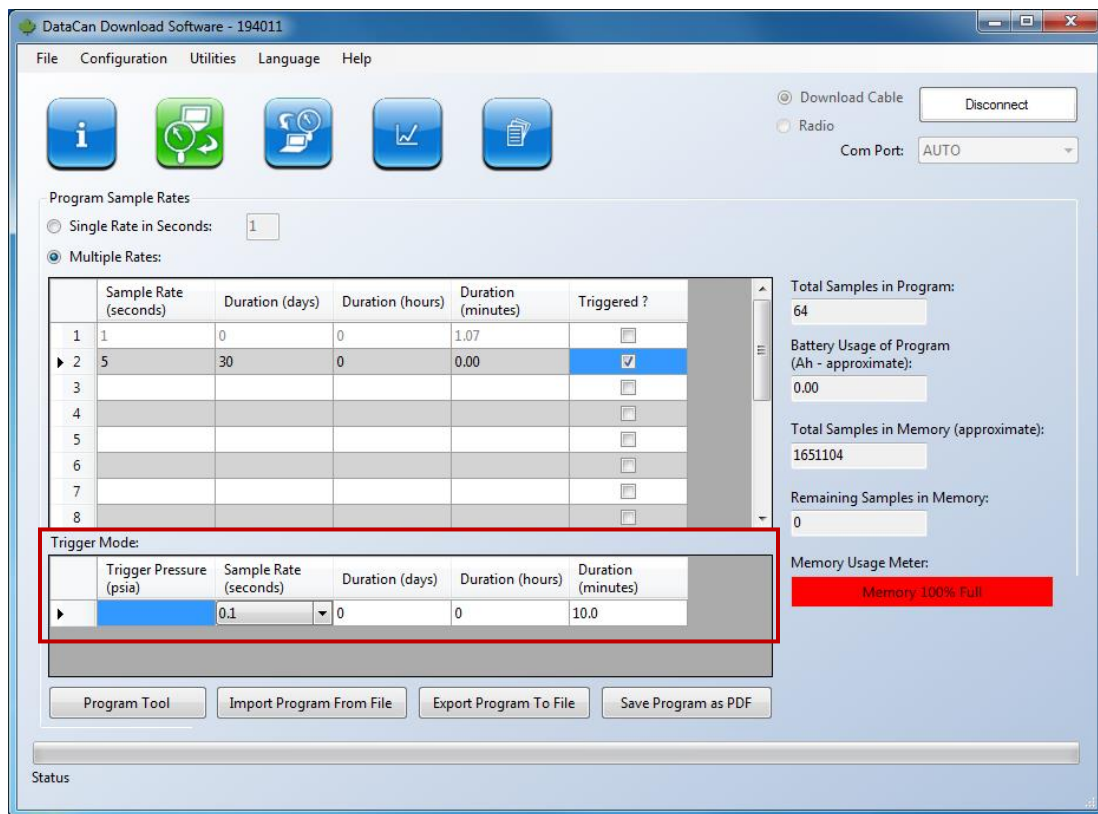 DataCan Download Software - 194011
File Configuration Utilities Language Help
Download Cable
Disconnect
Radio
Com Port: AUTO
Program Sample Rates
Single Rate in Seconds: 1
Multiple Rates:
Sample Rate (seconds) Duration (days) Duration (hours) Duration (minutes) Triggered ?
1 1 0 0 1.07
2 5 30 0 0.00
3
4
5
6
7
8
Total Samples in Program:
64
Battery Usage of Program
(Ah - approximate):
0.00
Total Samples in Memory (approximate):
1651104
Remaining Samples in Memory:
0
Memory Usage Meter:
Memory 100% Full
Trigger Mode:
Trigger Pressure (psia) Sample Rate (seconds) Duration (days) Duration (hours) Duration (minutes)
0.1 0 0 10.0
Program Tool Import Program From File Export Program To File Save Program as PDF
Status